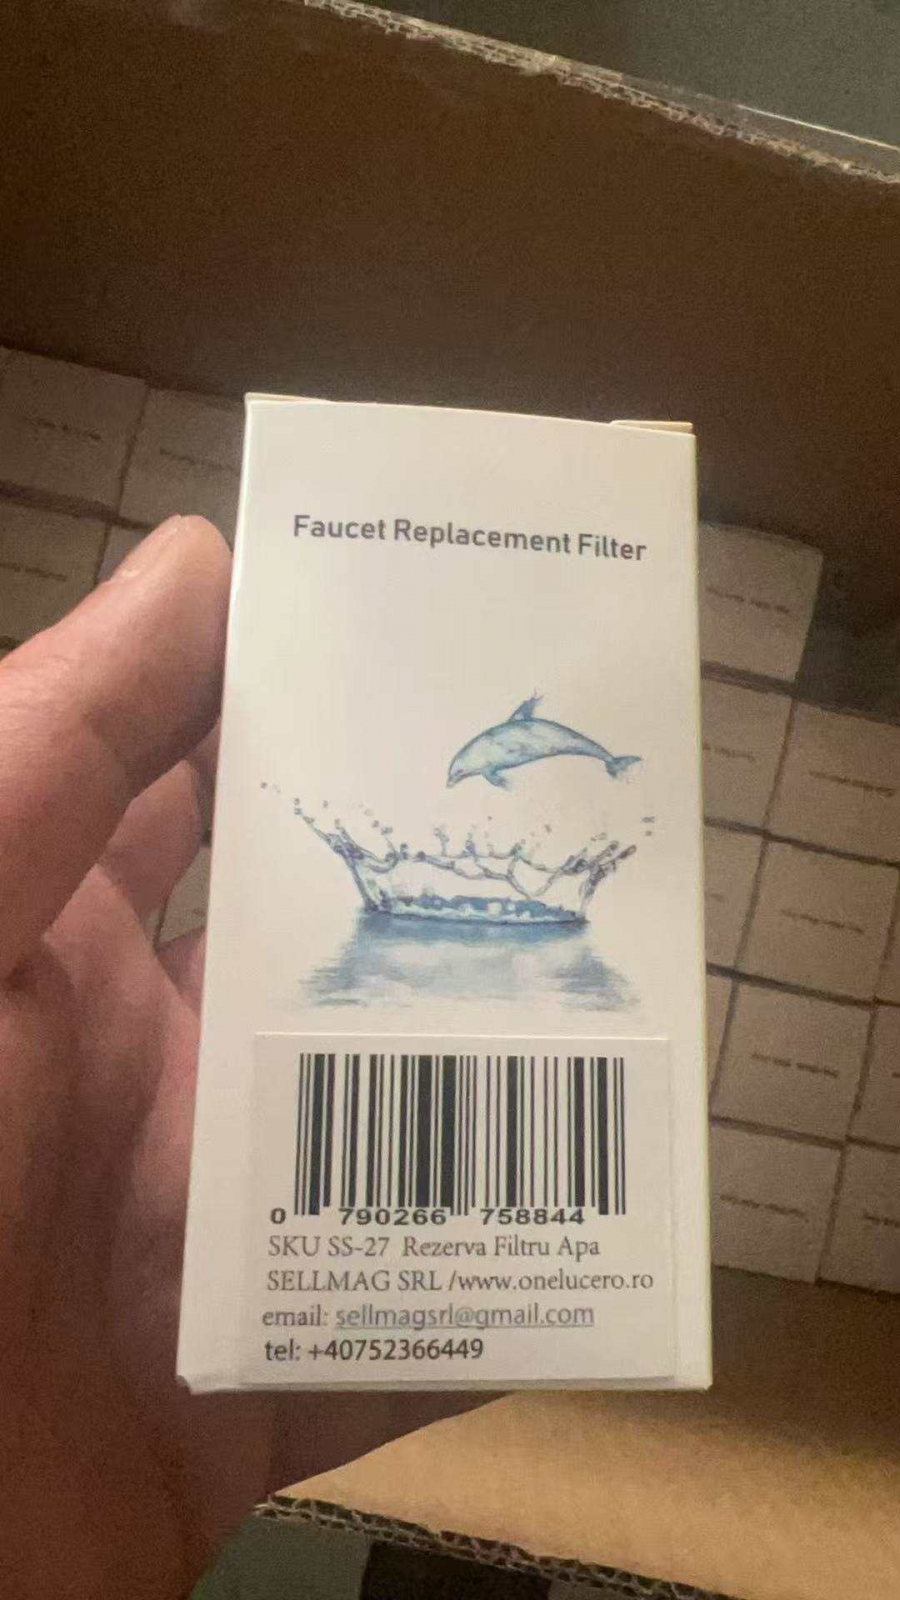 Faucet Replacement Filter
0 790266 758844
SKU SS-27 Rezerva Filtru Apa
SELLMAG SRL /www.onelucero.ro
email: sellmagsrl@gmail.com
tel: +40752366449